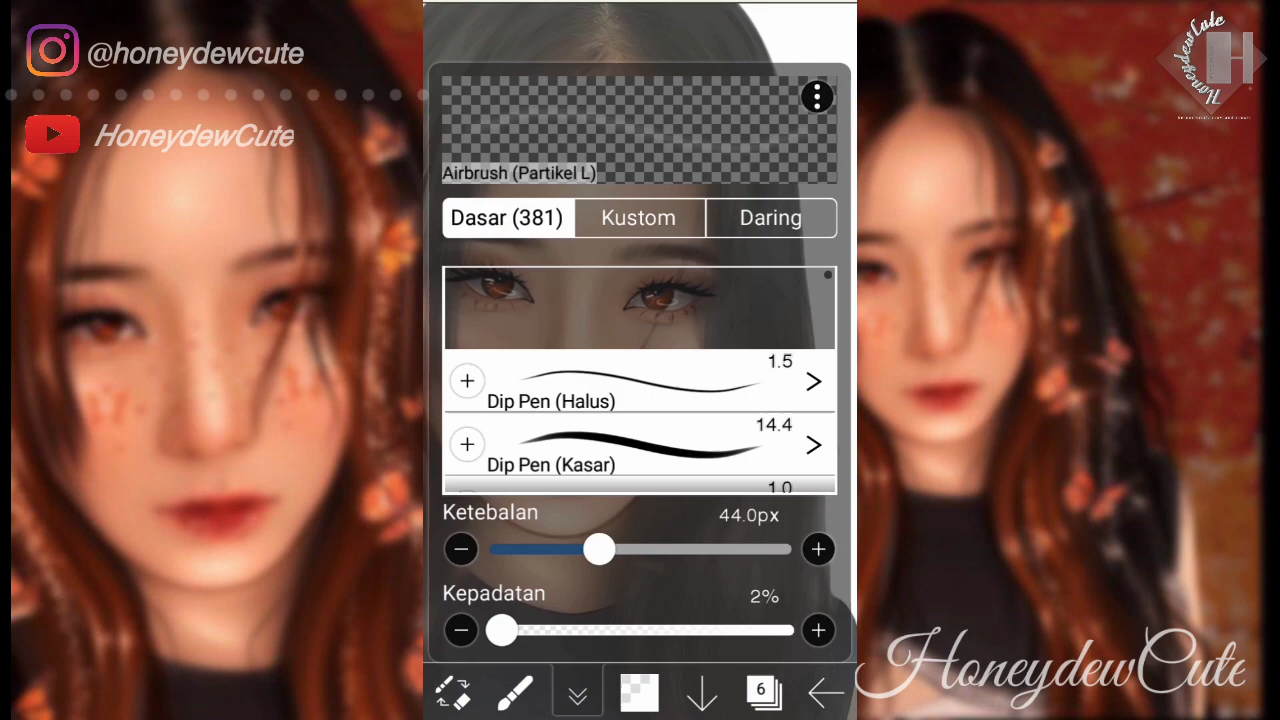 @honeydewcute
HoneydewCute
HoneydewCute
H
Airbrush (Partikel L)
Dasar (381)
Kustom
Daring
1.5
Dip Pen (Halus)
14.4
Dip Pen (Kasar)
1.0
Ketebalan
44.0px
Kepadatan
2%
6
HoneydewCute